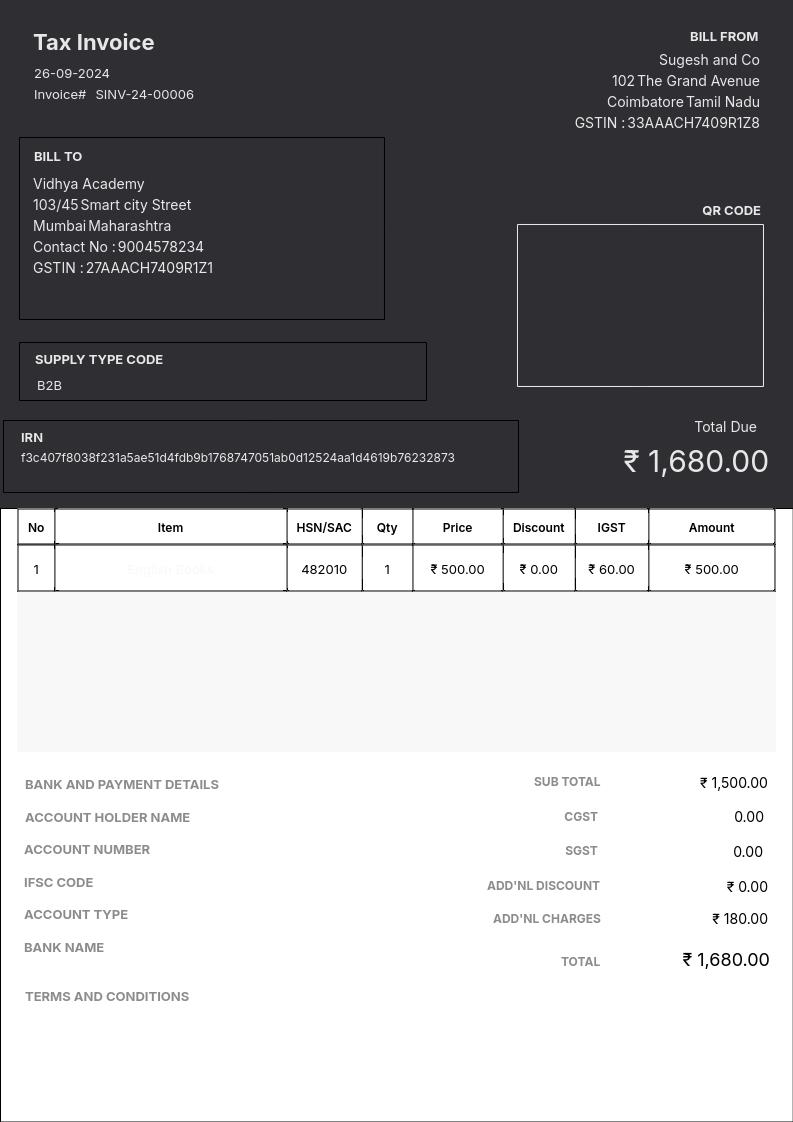 Tax Invoice
26-09-2024
Invoice# SINV-24-00006
BILL FROM
Sugesh and Co
102 The Grand Avenue
Coimbatore Tamil Nadu
GSTIN : 33AAACH7409R1Z8
BILL TO
Vidhya Academy
103/45 Smart city Street
Mumbai Maharashtra
Contact No : 9004578234
GSTIN : 27AAACH7409R1Z1
QR CODE
SUPPLY TYPE CODE
B2B
IRN
f3c407f8038f231a5ae51d4fdb9b1768747051ab0d12524aa1d4619b76232873
Total Due
₹ 1,680.00
No Item HSN/SAC Qty Price Discount IGST Amount
1 English Books 482010 1 ₹ 500.00 ₹ 0.00 ₹ 60.00 ₹ 500.00
BANK AND PAYMENT DETAILS
ACCOUNT HOLDER NAME
ACCOUNT NUMBER
IFSC CODE
ACCOUNT TYPE
BANK NAME
TERMS AND CONDITIONS
SUB TOTAL ₹ 1,500.00
CGST 0.00
SGST 0.00
ADD'NL DISCOUNT ₹ 0.00
ADD'NL CHARGES ₹ 180.00
TOTAL ₹ 1,680.00